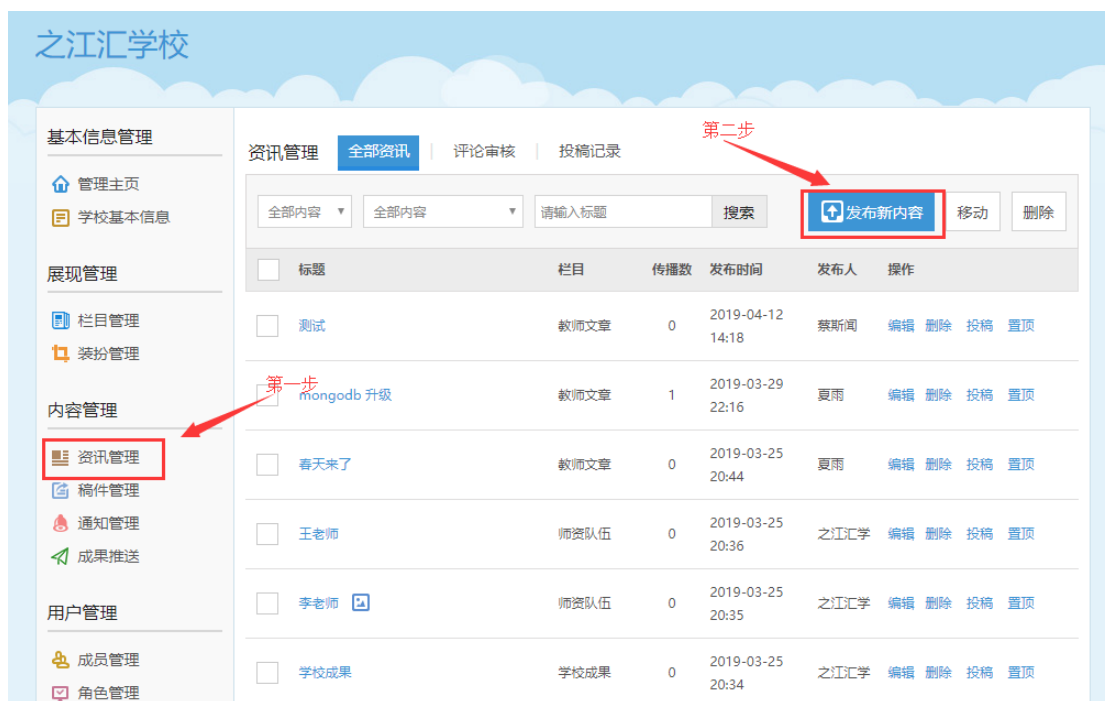 之江汇学校
基本信息管理
管理主页
学校基本信息
展现管理
栏目管理
装扮管理
第一步
内容管理
资讯管理
稿件管理
通知管理
成果推送
用户管理
成员管理
角色管理
第二步
资讯管理 全部资讯 评论审核 投稿记录
全部内容 全部内容 请输入标题 搜索 发布新内容 移动 删除
标题 栏目 传播数 发布时间 发布人 操作
测试 教师文章 0 2019-04-12 14:18 蔡斯闻 编辑 删除 投稿 置顶
mongodb 升级 教师文章 1 2019-03-29 22:16 夏雨 编辑 删除 投稿 置顶
春天来了 教师文章 0 2019-03-25 20:44 夏雨 编辑 删除 投稿 置顶
王老师 师资队伍 0 2019-03-25 20:36 之江汇学 编辑 删除 投稿 置顶
李老师 师资队伍 0 2019-03-25 20:35 之江汇学 编辑 删除 投稿 置顶
学校成果 学校成果 0 2019-03-25 20:34 之江汇学 编辑 删除 投稿 置顶